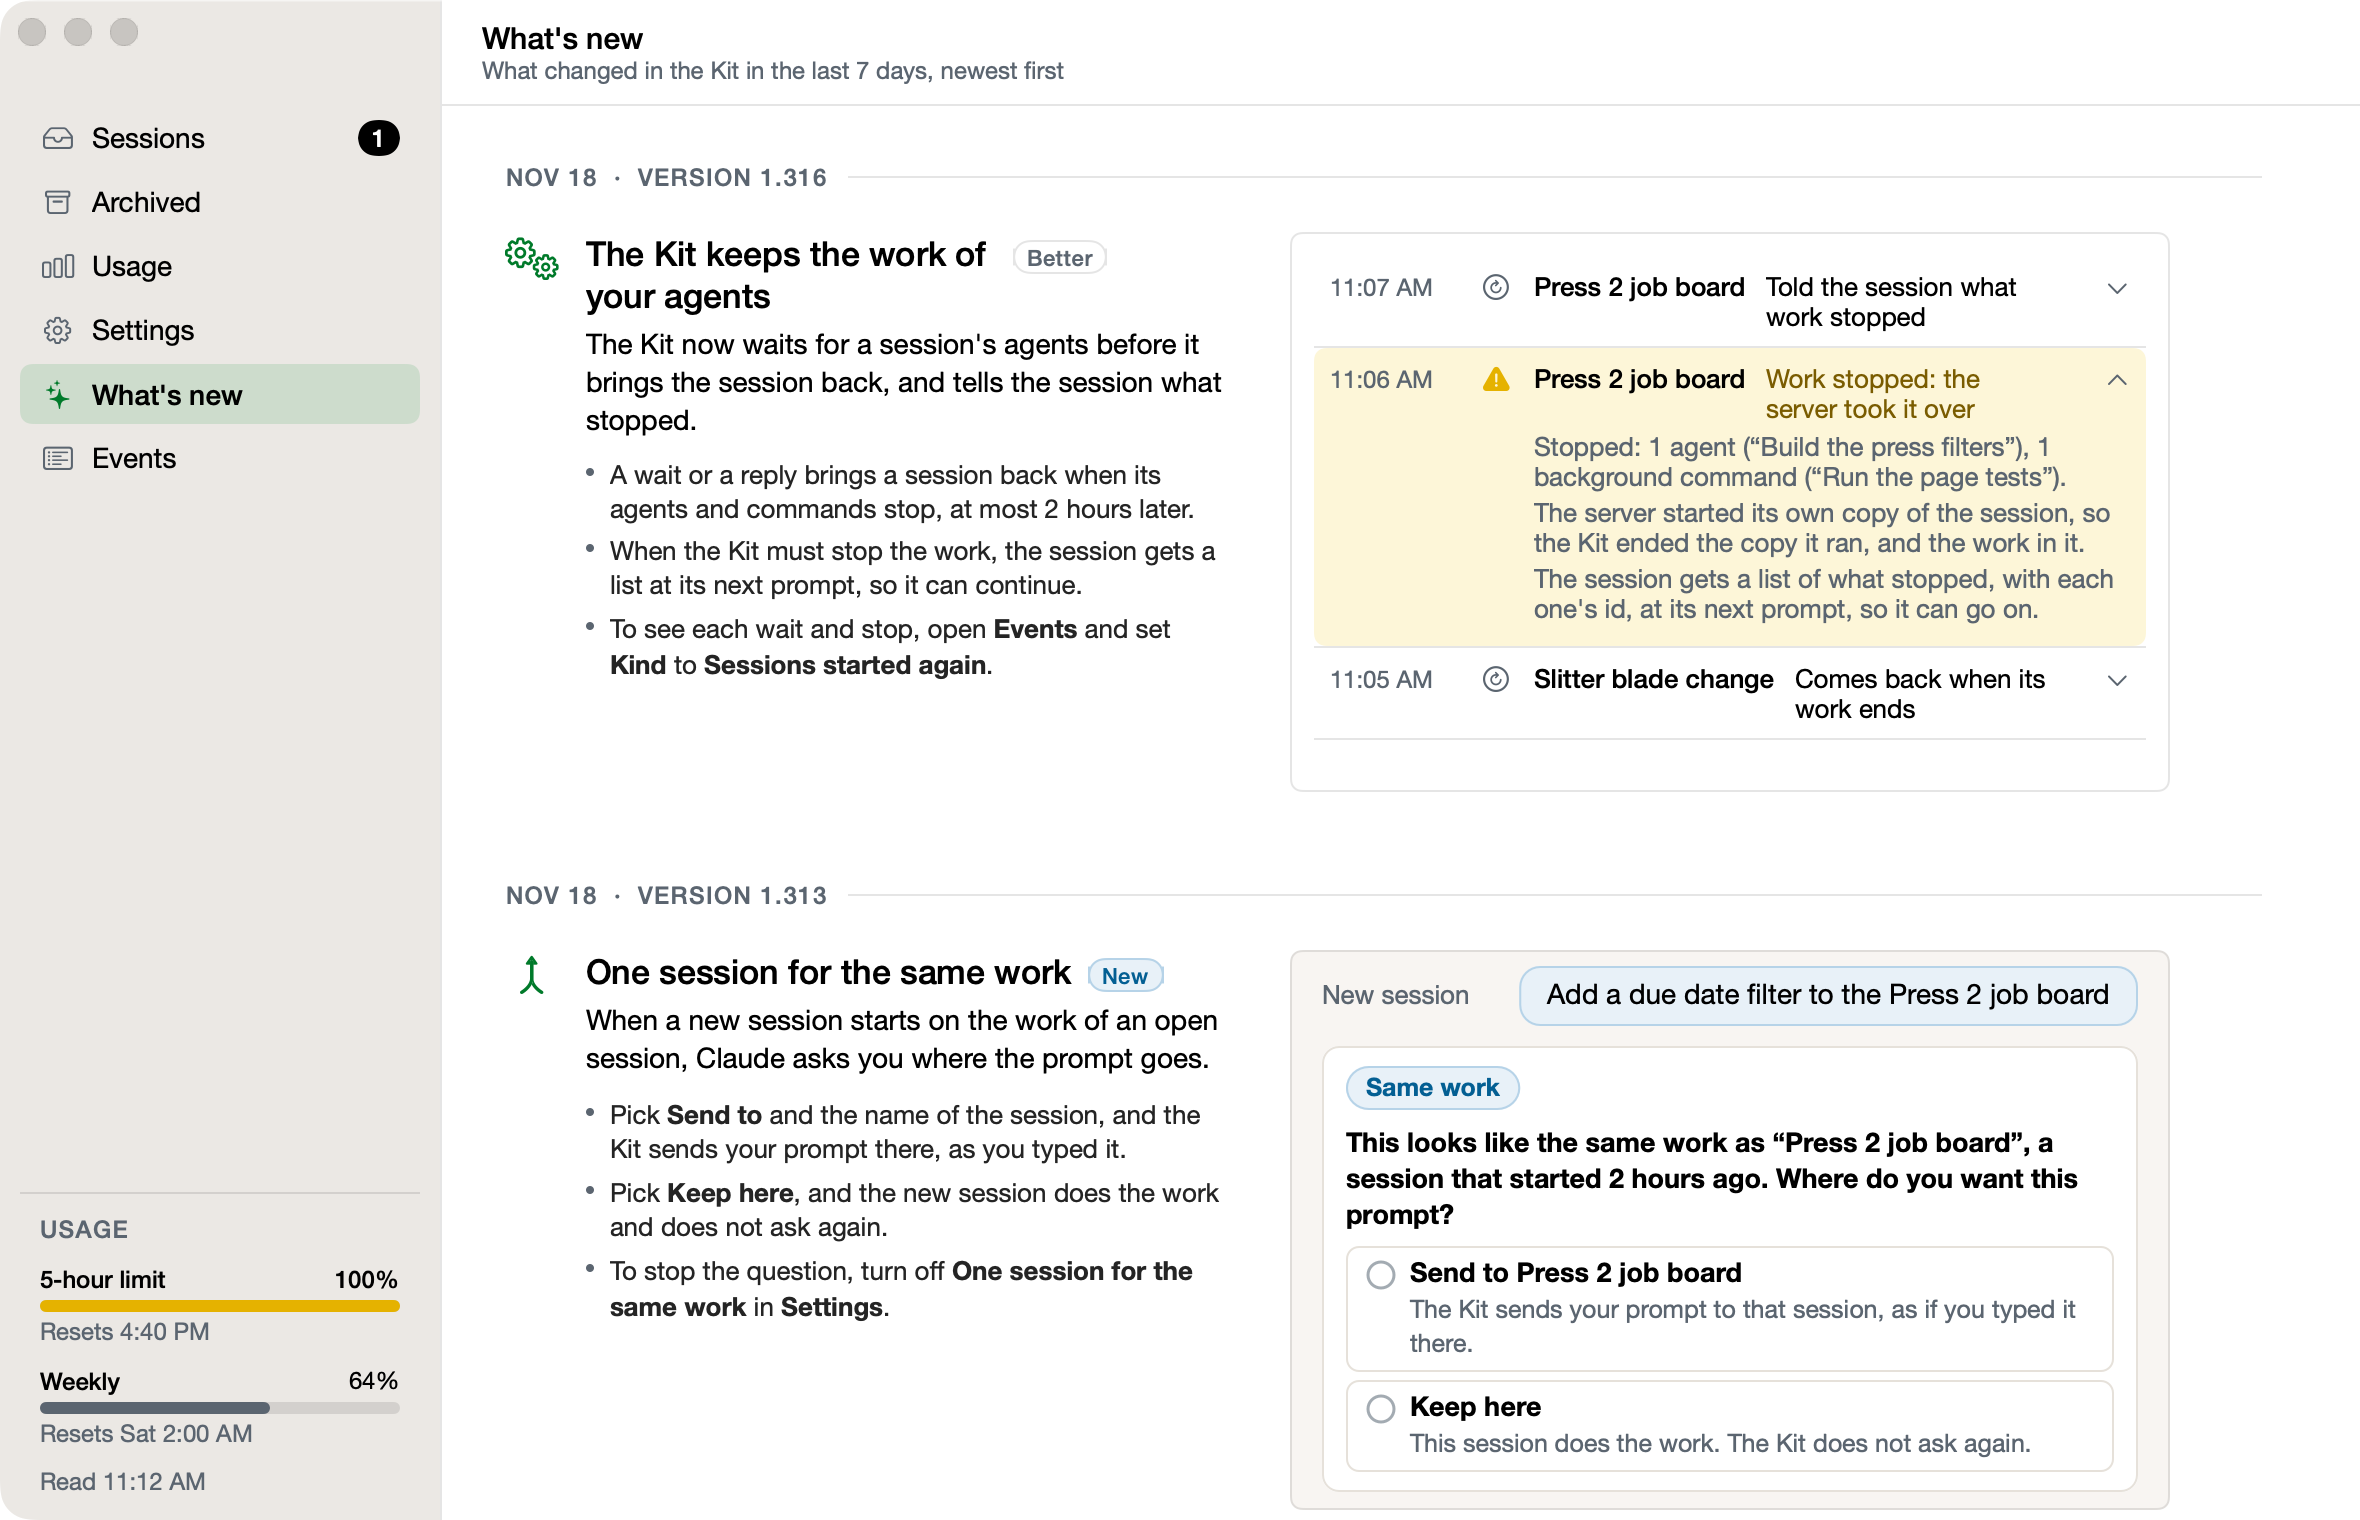 Sessions
1
Archived
Usage
Settings
What's new
Events
USAGE
5-hour limit 100%
Resets 4:40 PM
Weekly 64%
Resets Sat 2:00 AM
Read 11:12 AM
What's new
What changed in the Kit in the last 7 days, newest first
NOV 18 · VERSION 1.316
The Kit keeps the work of
your agents
Better
The Kit now waits for a session's agents before it
brings the session back, and tells the session what
stopped.
• A wait or a reply brings a session back when its
agents and commands stop, at most 2 hours later.
• When the Kit must stop the work, the session gets a
list at its next prompt, so it can continue.
• To see each wait and stop, open Events and set
Kind to Sessions started again.
11:07 AM Press 2 job board Told the session what
work stopped
11:06 AM Press 2 job board Work stopped: the
server took it over
Stopped: 1 agent (“Build the press filters”), 1
background command (“Run the page tests”).
The server started its own copy of the session, so
the Kit ended the copy it ran, and the work in it.
The session gets a list of what stopped, with each
one's id, at its next prompt, so it can go on.
11:05 AM Slitter blade change Comes back when its
work ends
NOV 18 · VERSION 1.313
One session for the same work New
When a new session starts on the work of an open
session, Claude asks you where the prompt goes.
• Pick Send to and the name of the session, and the
Kit sends your prompt there, as you typed it.
• Pick Keep here, and the new session does the work
and does not ask again.
• To stop the question, turn off One session for the
same work in Settings.
New session Add a due date filter to the Press 2 job board
Same work
This looks like the same work as “Press 2 job board”, a
session that started 2 hours ago. Where do you want this
prompt?
Send to Press 2 job board
The Kit sends your prompt to that session, as if you typed it
there.
Keep here
This session does the work. The Kit does not ask again.